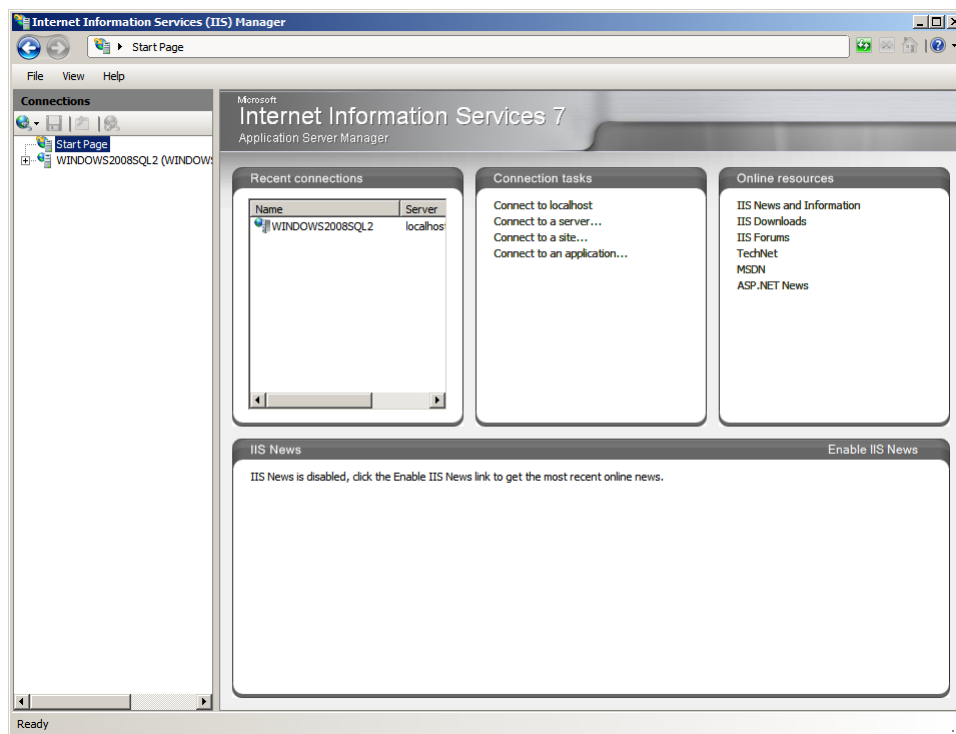 Internet Information Services (IIS) Manager
Start Page
File View Help
Connections
Start Page
WINDOWS2008SQL2 (WINDOWS
Microsoft
Internet Information Services 7
Application Server Manager
Recent connections
Name Server
WINDOWS2008SQL2 localhos
Connection tasks
Connect to localhost
Connect to a server...
Connect to a site...
Connect to an application...
Online resources
IIS News and Information
IIS Downloads
IIS Forums
TechNet
MSDN
ASP.NET News
IIS News Enable IIS News
IIS News is disabled, click the Enable IIS News link to get the most recent online news.
Ready